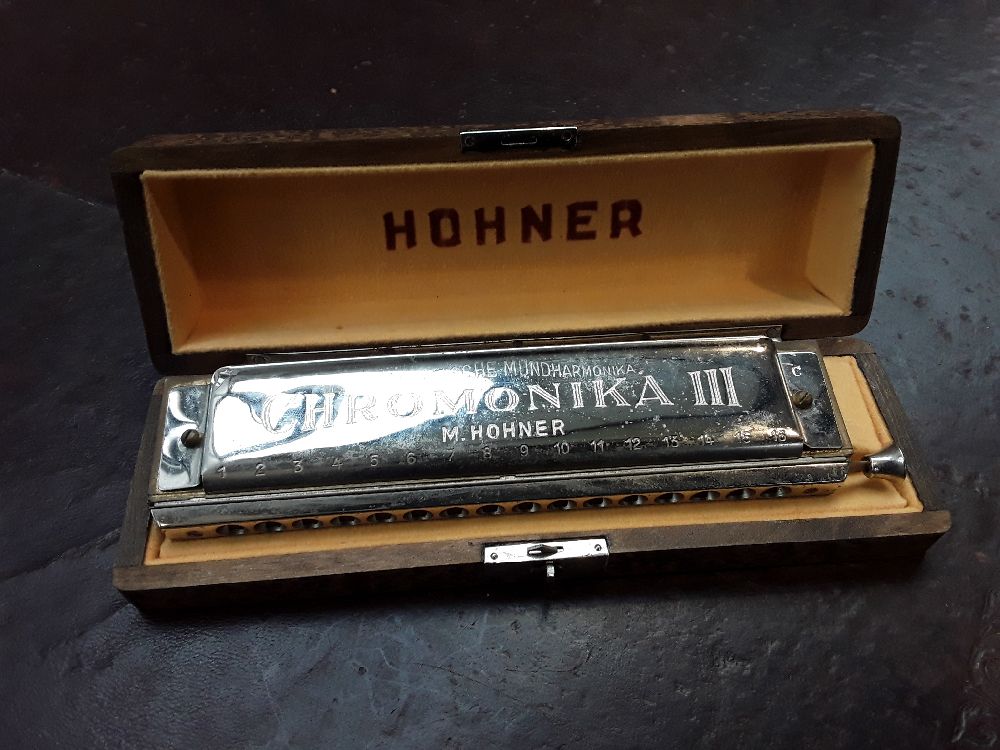 HOHNER
MUNDHARMONIKA
C
CHROMONIKA III
M. HOHNER
1 2 3 4 5 6 7 8 9 10 11 12 13 14 15 16